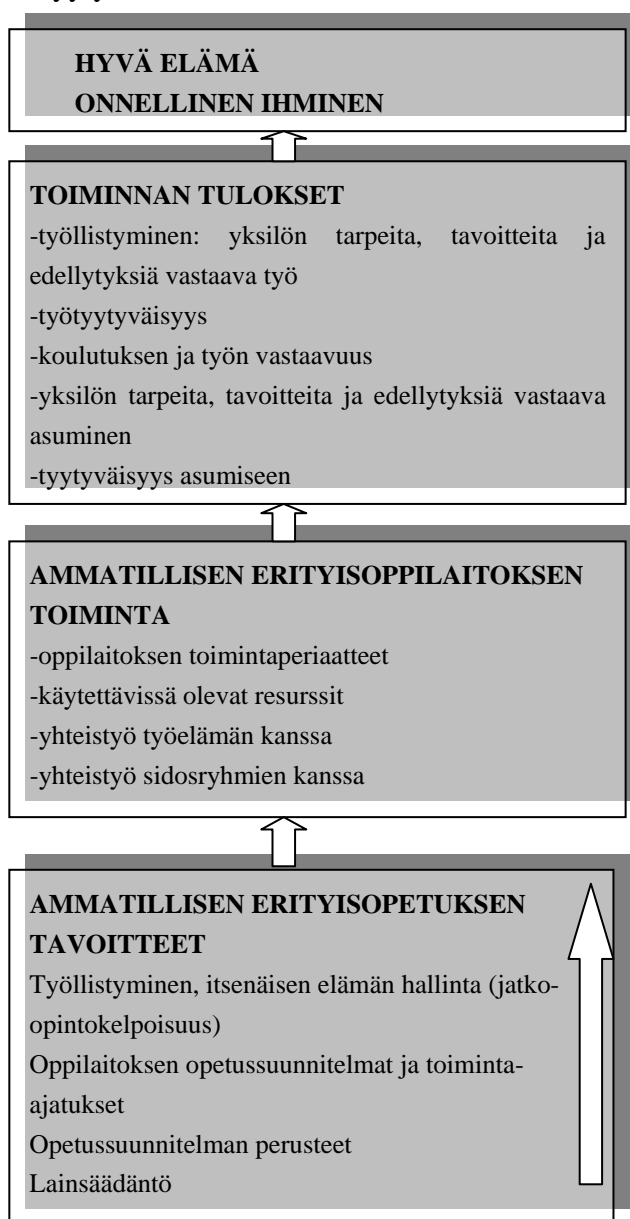 HYVÄ ELÄMÄ
ONNELLINEN IHMINEN
TOIMINNAN TULOKSET
-työllistyminen: yksilön tarpeita, tavoitteita ja
edellytyksiä vastaava työ
-työtyytyväisyys
-koulutuksen ja työn vastaavuus
-yksilön tarpeita, tavoitteita ja edellytyksiä vastaava
asuminen
-tyytyväisyys asumiseen
AMMATILLISEN ERITYISOPPILAITOKSEN
TOIMINTA
-oppilaitoksen toimintaperiaatteet
-käytettävissä olevat resurssit
-yhteistyö työelämän kanssa
-yhteistyö sidosryhmien kanssa
AMMATILLISEN ERITYISOPETUKSEN
TAVOITTEET
Työllistyminen, itsenäisen elämän hallinta (jatko-
opintokelpoisuus)
Oppilaitoksen opetussuunnitelmat ja toiminta-
ajatukset
Opetussuunnitelman perusteet
Lainsäädäntö